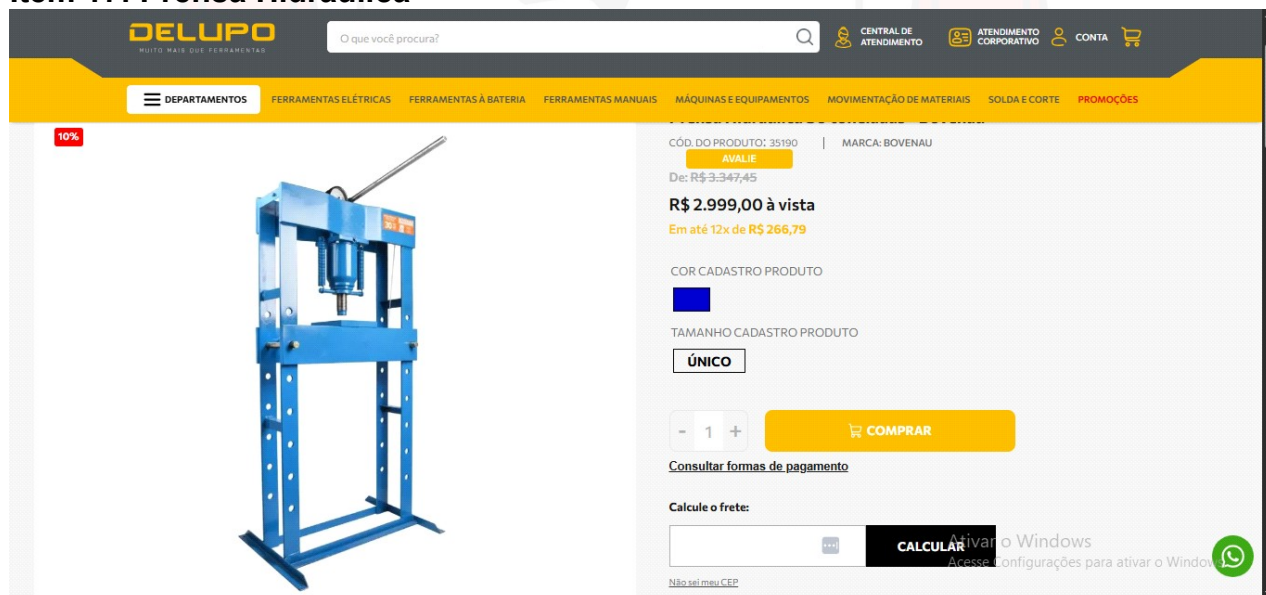 DELUPO
MUITO MAIS QUE FERRAMENTAS
O que você procura?
CENTRAL DE
ATENDIMENTO
ATENDIMENTO
CORPORATIVO
CONTA
DEPARTAMENTOS
FERRAMENTAS ELÉTRICAS
FERRAMENTAS À BATERIA
FERRAMENTAS MANUAIS
MÁQUINAS E EQUIPAMENTOS
MOVIMENTAÇÃO DE MATERIAIS
SOLDA E CORTE
PROMOÇÕES
10%
CÓD. DO PRODUTO: 35190 | MARCA: BOVENAU
AVALIE
De: R$ 3.347,45
R$ 2.999,00 à vista
Em até 12x de R$ 266,79
COR CADASTRO PRODUTO
TAMANHO CADASTRO PRODUTO
ÚNICO
- 1 +
COMPRAR
Consultar formas de pagamento
Calcule o frete:
CALCULAR
Ativar o Windows
Acesse Configurações para ativar o Windows
Não sei meu CEP